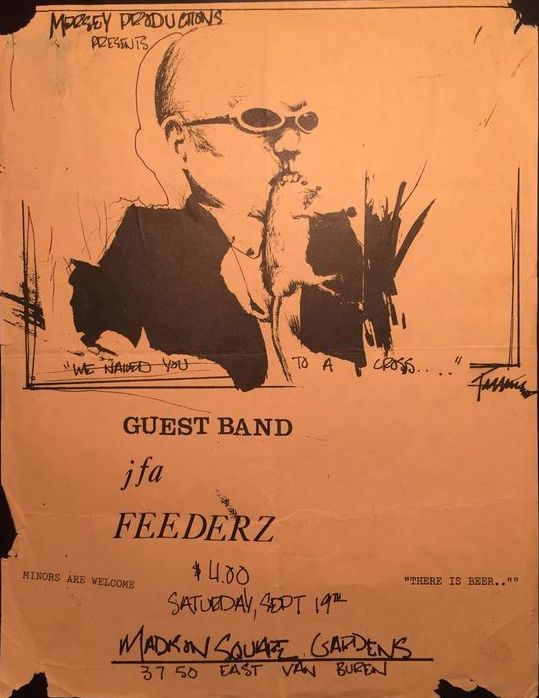 MERSEY PRODUCTIONS
PRESENTS
"WE NAILED YOU TO A CROSS....."
GUEST BAND
jfa
FEEDERZ
$4.00
MINORS ARE WELCOME
"THERE IS BEER..""
SATURDAY, SEPT 19TH
MADISON SQUARE GARDENS
3750 EAST VAN BUREN